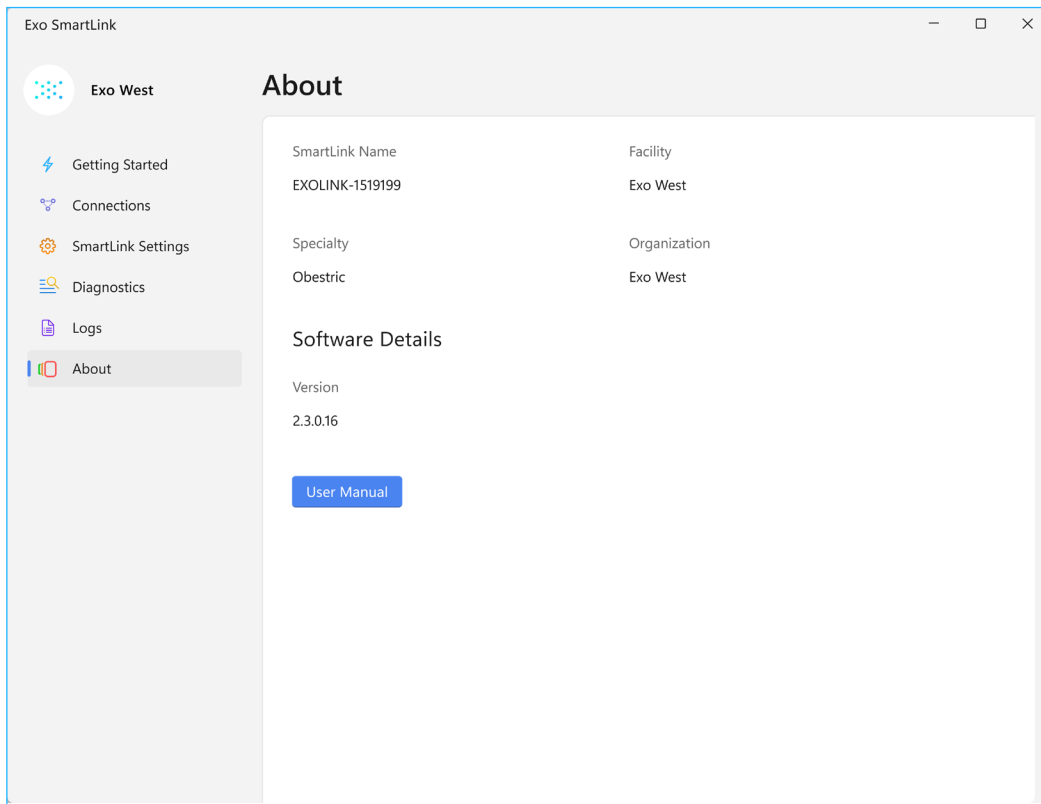 Exo SmartLink
Exo West
About
Getting Started
Connections
SmartLink Settings
Diagnostics
Logs
About
SmartLink Name
Facility
EXOLINK-1519199
Exo West
Specialty
Organization
Obestric
Exo West
Software Details
Version
2.3.0.16
User Manual